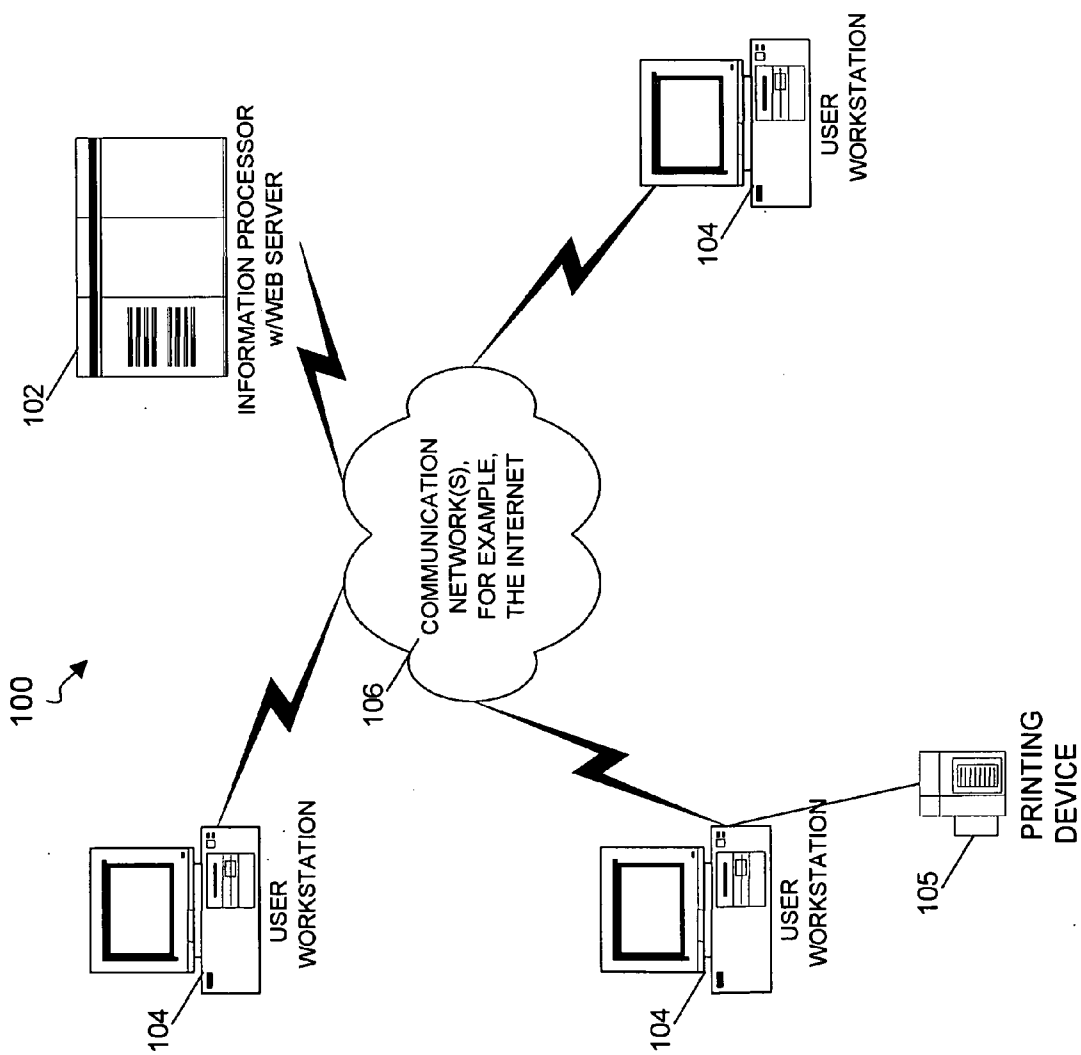 100
102
INFORMATION PROCESSOR
w/WEB SERVER
104
USER
WORKSTATION
106
COMMUNICATION
NETWORK(S),
FOR EXAMPLE,
THE INTERNET
104
USER
WORKSTATION
104
USER
WORKSTATION
105
PRINTING
DEVICE